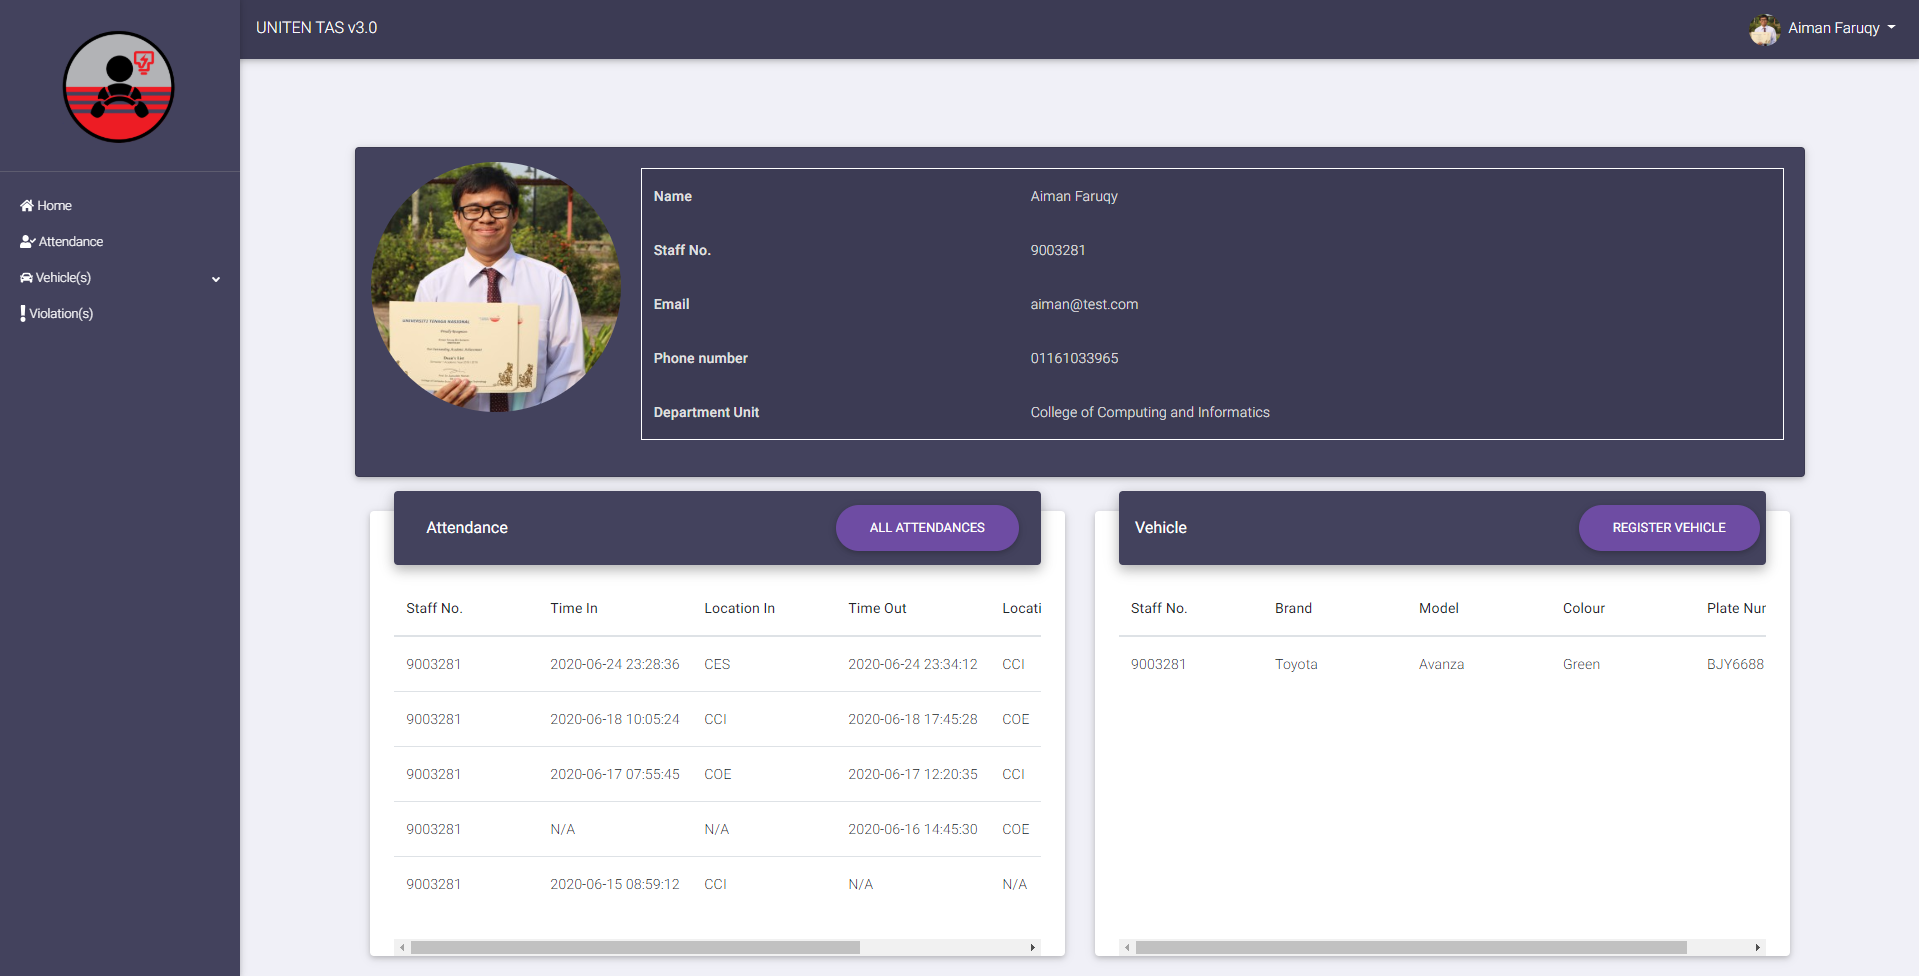 UNITEN TAS v3.0
Aiman Faruqy
Home
Attendance
Vehicle(s)
Violation(s)
UNIVERSITI TENAGA NASIONAL
Name Aiman Faruqy
Staff No. 9003281
Email aiman@test.com
Phone number 01161033965
Department Unit College of Computing and Informatics
Attendance ALL ATTENDANCES
Staff No. Time In Location In Time Out Locati
9003281 2020-06-24 23:28:36 CES 2020-06-24 23:34:12 CCI
9003281 2020-06-18 10:05:24 CCI 2020-06-18 17:45:28 COE
9003281 2020-06-17 07:55:45 COE 2020-06-17 12:20:35 CCI
9003281 N/A N/A 2020-06-16 14:45:30 COE
9003281 2020-06-15 08:59:12 CCI N/A N/A
Vehicle REGISTER VEHICLE
Staff No. Brand Model Colour Plate Nur
9003281 Toyota Avanza Green BJY6688